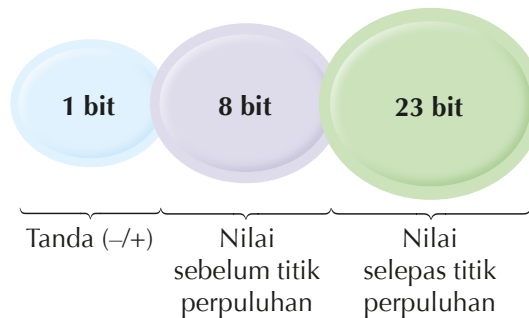 1 bit
8 bit
23 bit
Tanda (–/+)
Nilai
sebelum titik
perpuluhan
Nilai
selepas titik
perpuluhan